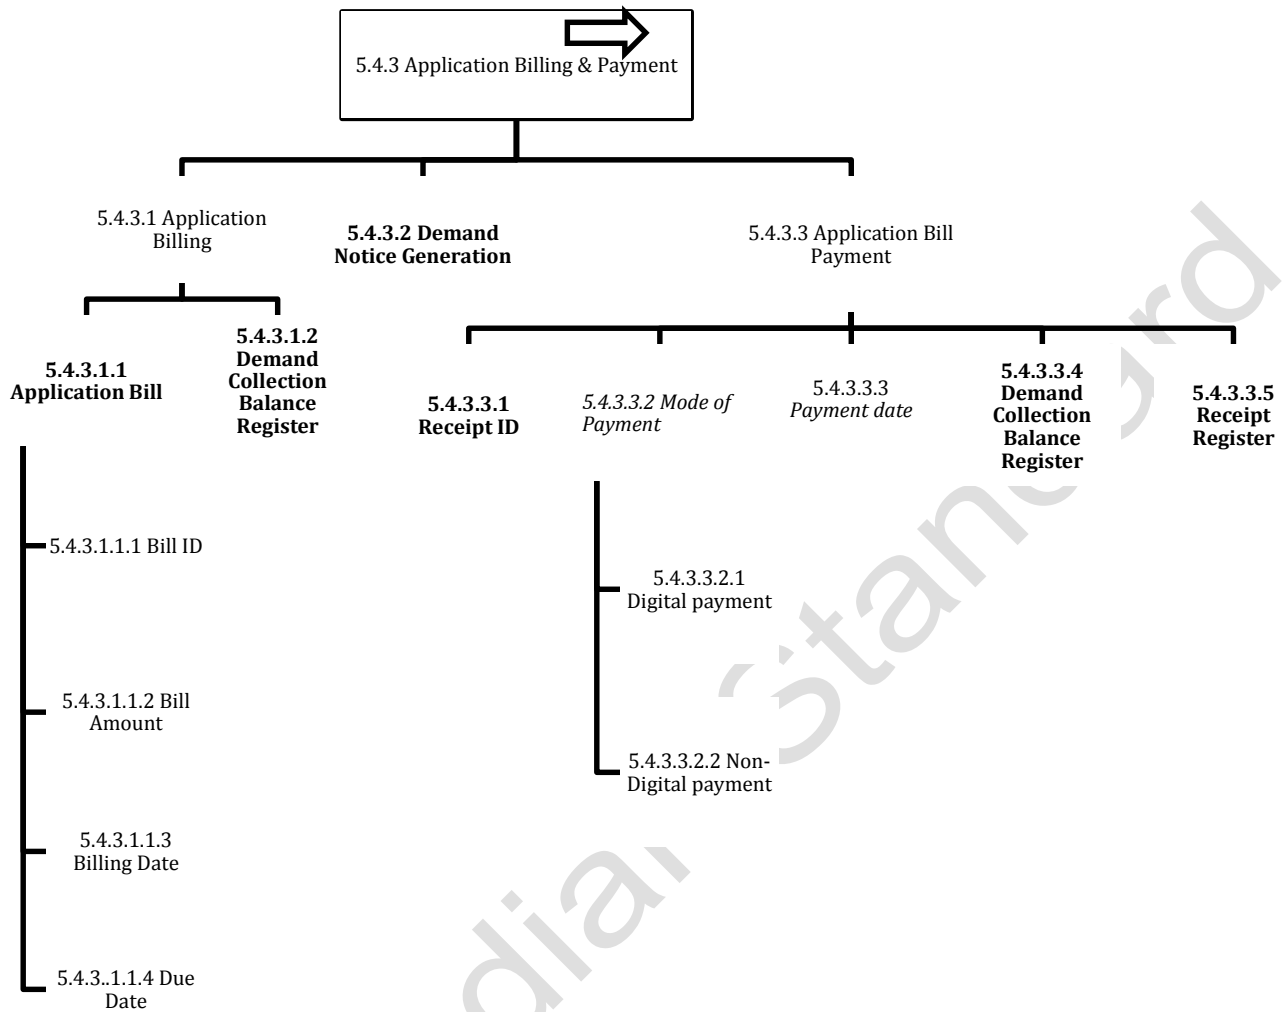 5.4.3 Application Billing & Payment
5.4.3.1 Application
Billing
5.4.3.2 Demand
Notice Generation
5.4.3.3 Application Bill
Payment
5.4.3.1.1
Application Bill
5.4.3.1.2
Demand
Collection
Balance
Register
5.4.3.3.1
Receipt ID
5.4.3.3.2 Mode of
Payment
5.4.3.3.3
Payment date
5.4.3.3.4
Demand
Collection
Balance
Register
5.4.3.3.5
Receipt
Register
5.4.3.1.1.1 Bill ID
5.4.3.1.1.2 Bill
Amount
5.4.3.1.1.3
Billing Date
5.4.3..1.1.4 Due
Date
5.4.3.3.2.1
Digital payment
5.4.3.3.2.2 Non-
Digital payment